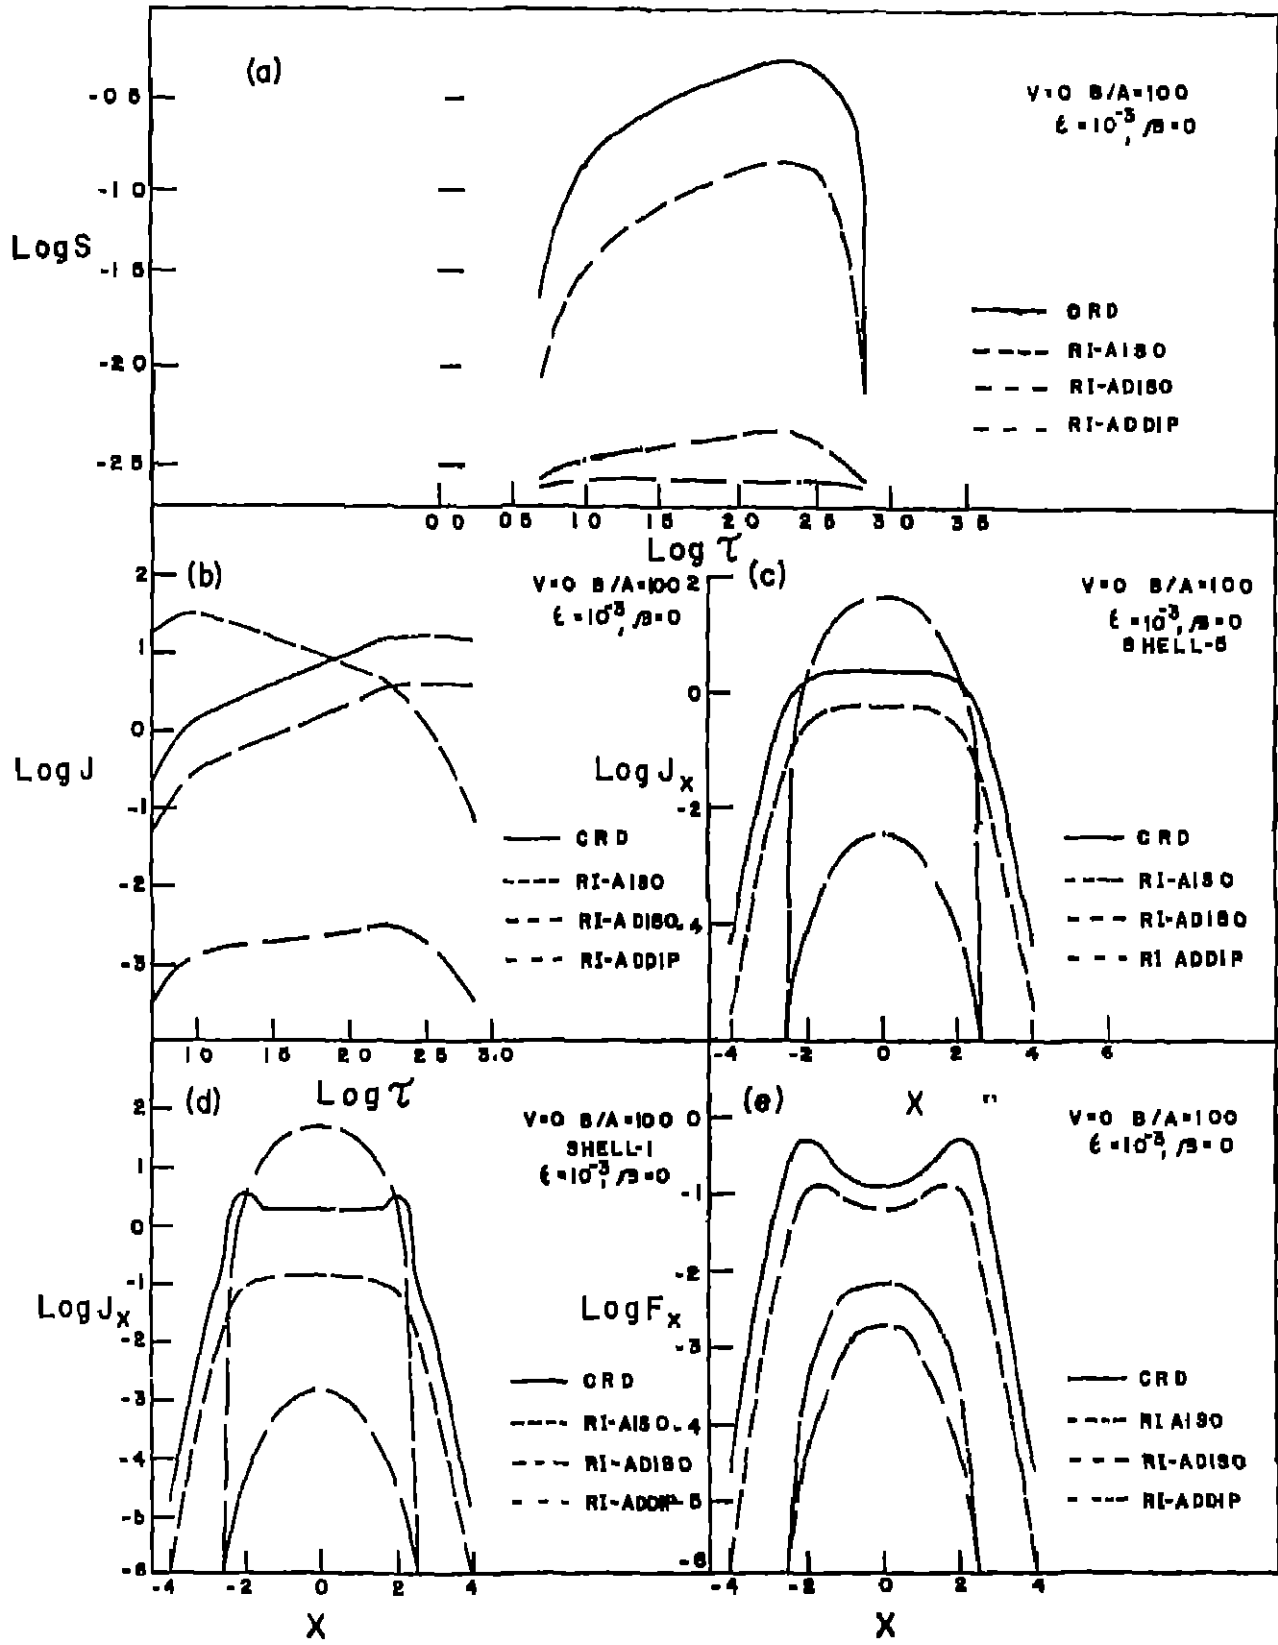 (a)
V=0 B/A=100
ε=10⁻³, β=0
Log S
-0 5
-1 0
-1 5
-2 0
-2 5
CRD
RI-AISO
RI-ADISO
RI-ADDIP
0 0 0 5 1 0 1 5 2 0 2 5 3 0 3 5
Log τ
(b)
V=0 B/A=100
ε=10⁻³, β=0
Log J
2
1
0
-1
-2
-3
CRD
RI-AISO
RI-ADISO
RI-ADDIP
1 0 1 5 2 0 2 5 3.0
Log τ
(c)
V=0 B/A=100
ε=10⁻³, β=0
SHELL-5
Log Jx
2
0
-2
-4
CRD
RI-AISO
RI-ADISO
RI ADDIP
-4 -2 0 2 4 6
X
(d)
V=0 B/A=100
SHELL-1
ε=10⁻³, β=0
Log Jx
2
1
0
-1
-2
-3
-4
-5
-6
CRD
RI-AISO
RI-ADISO
RI-ADDIP
-4 -2 0 2 4
X
(e)
V=0 B/A=100
ε=10⁻³, β=0
Log Fx
0
-1
-2
-3
-4
-5
-6
CRD
RI AISO
RI-ADISO
RI-ADDIP
-4 -2 0 2 4
X